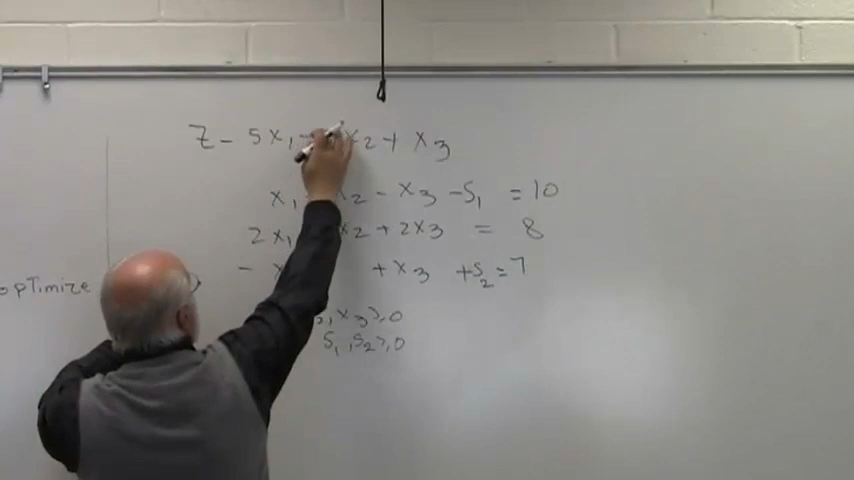 Z - 5x₁ x₂ + x₃
x₁ x₂ - x₃ - S₁ = 10
2x₁ x₂ + 2x₃ = 8
- + x₃ + S₂ = 7
optimize
, x₃ ≥ 0
S₁, S₂ ≥ 0